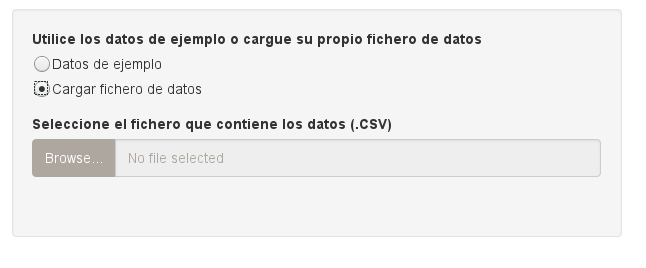 Utilice los datos de ejemplo o cargue su propio fichero de datos
Datos de ejemplo
Cargar fichero de datos
Seleccione el fichero que contiene los datos (.CSV)
Browse... No file selected